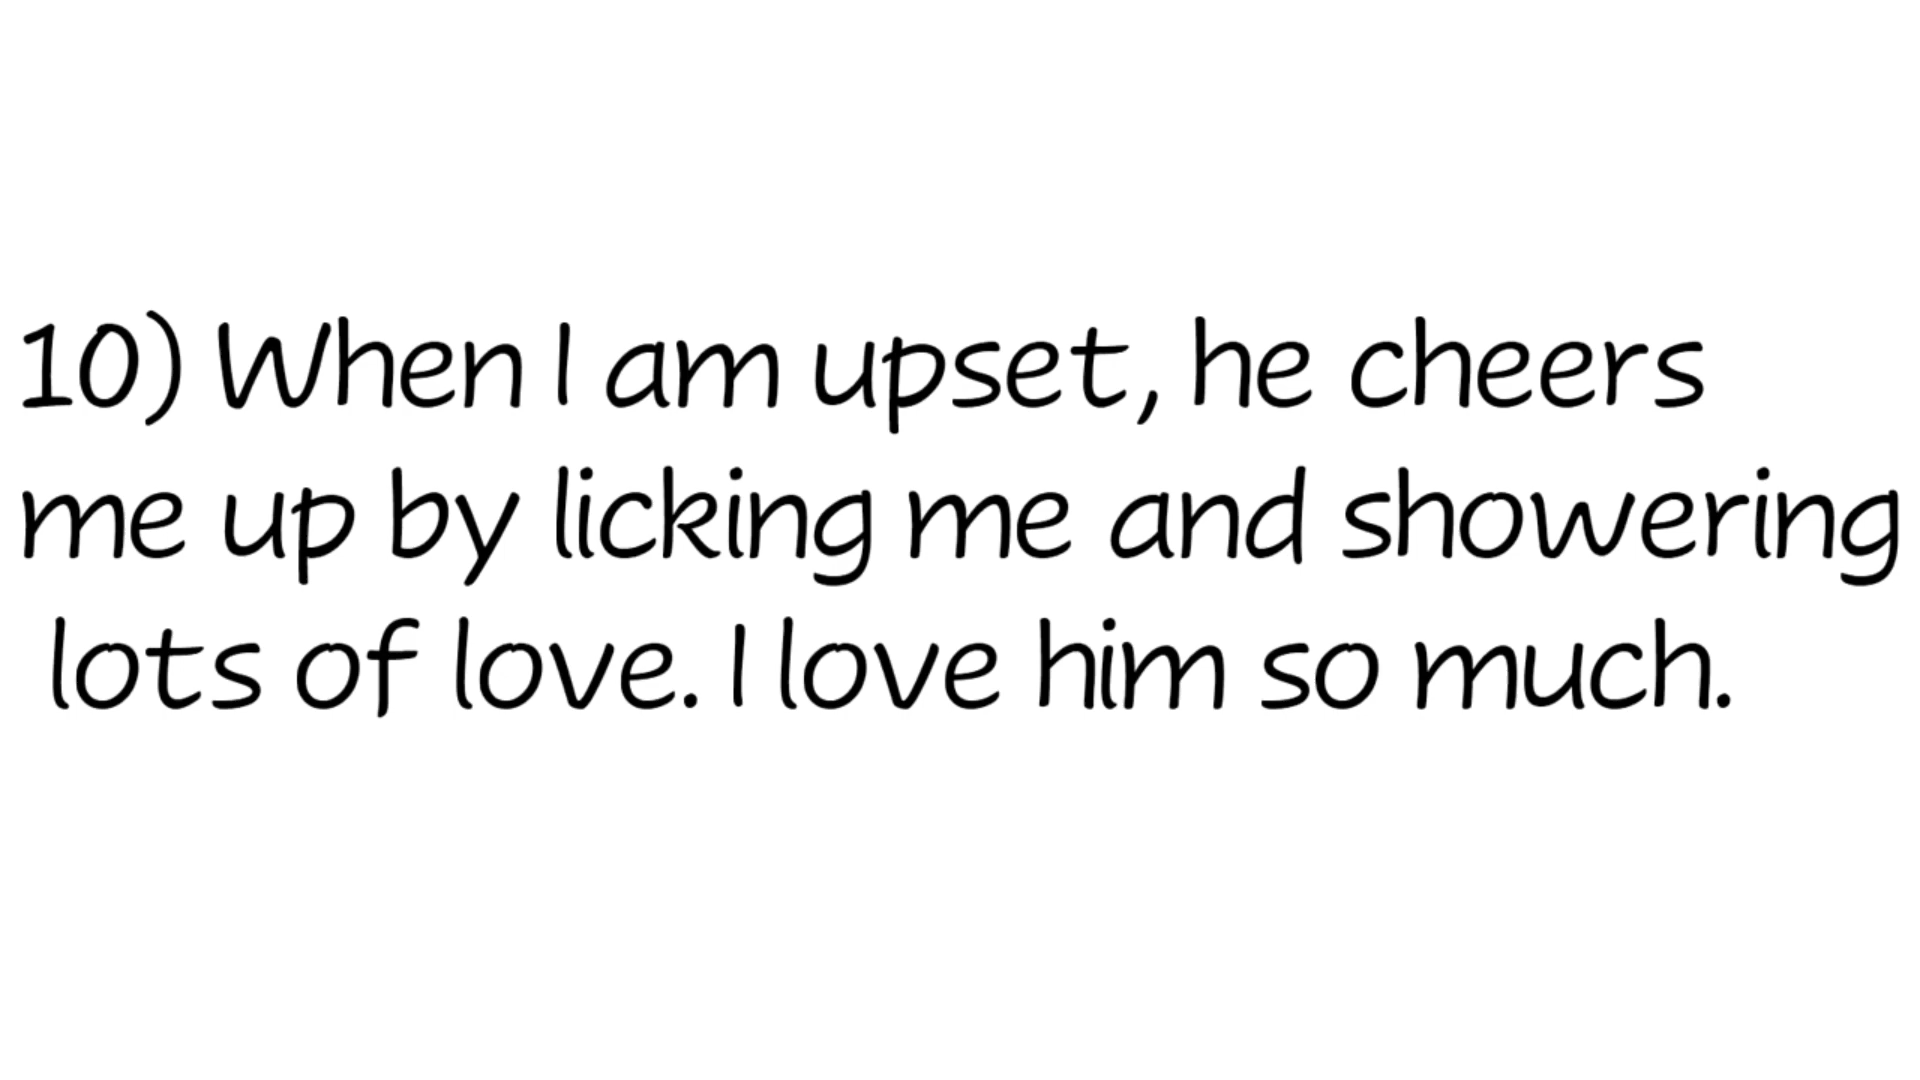 10) When I am upset, he cheers
me up by licking me and showering
lots of love. I love him so much.